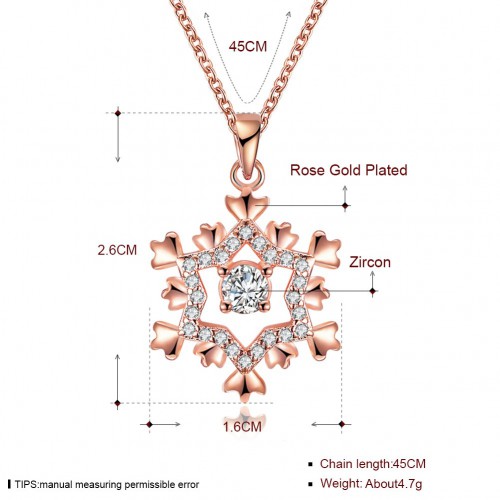 45CM
Rose Gold Plated
2.6CM
Zircon
1.6CM
Chain length:45CM
Weight: About4.7g
TIPS:manual measuring permissible error